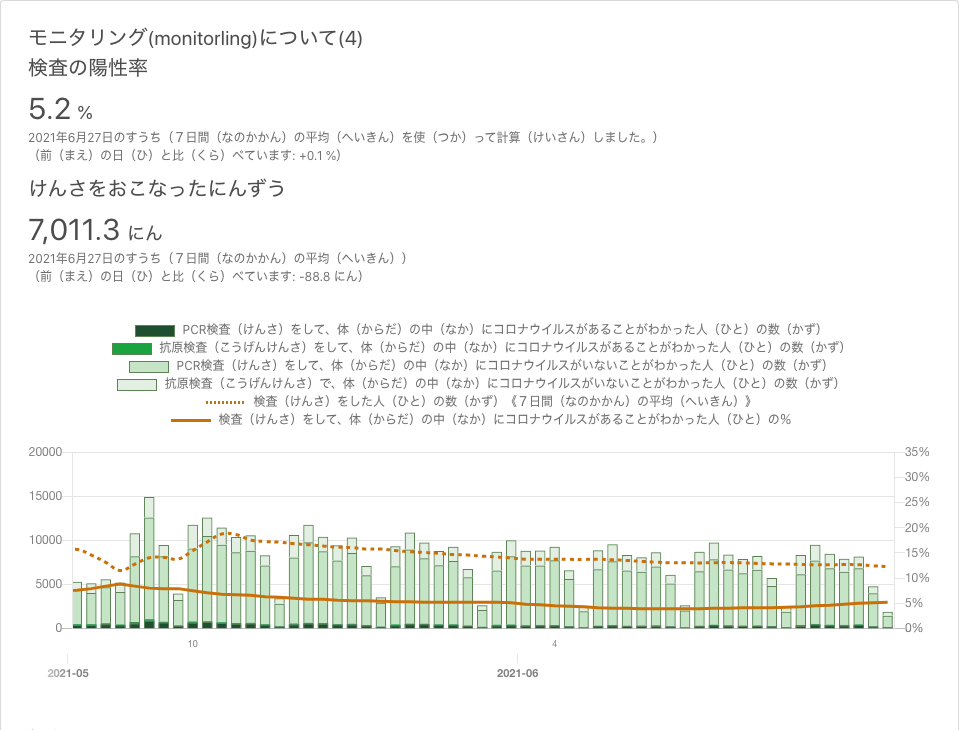 モニタリング(monitorling)について(4)
検査の陽性率
5.2 %
2021年6月27日のすうち（７日間（なのかかん）の平均（へいきん）を使（つか）って計算（けいさん）しました。）
（前（まえ）の日（ひ）と比（くら）べています: +0.1 %）
けんさをおこなったにんずう
7,011.3 にん
2021年6月27日のすうち（７日間（なのかかん）の平均（へいきん））
（前（まえ）の日（ひ）と比（くら）べています: -88.8 にん）
PCR検査（けんさ）をして、体（からだ）の中（なか）にコロナウイルスがあることがわかった人（ひと）の数（かず）
抗原検査（こうげんけんさ）をして、体（からだ）の中（なか）にコロナウイルスがあることがわかった人（ひと）の数（かず）
PCR検査（けんさ）をして、体（からだ）の中（なか）にコロナウイルスがいないことがわかった人（ひと）の数（かず）
抗原検査（こうげんけんさ）で、体（からだ）の中（なか）にコロナウイルスがいないことがわかった人（ひと）の数（かず）
検査（けんさ）をした人（ひと）の数（かず）《７日間（なのかかん）の平均（へいきん）》
検査（けんさ）をして、体（からだ）の中（なか）にコロナウイルスがあることがわかった人（ひと）の%
20000 35%
30%
15000 25%
20%
10000 15%
5000 10%
5%
0 0%
10 4
2021-05 2021-06